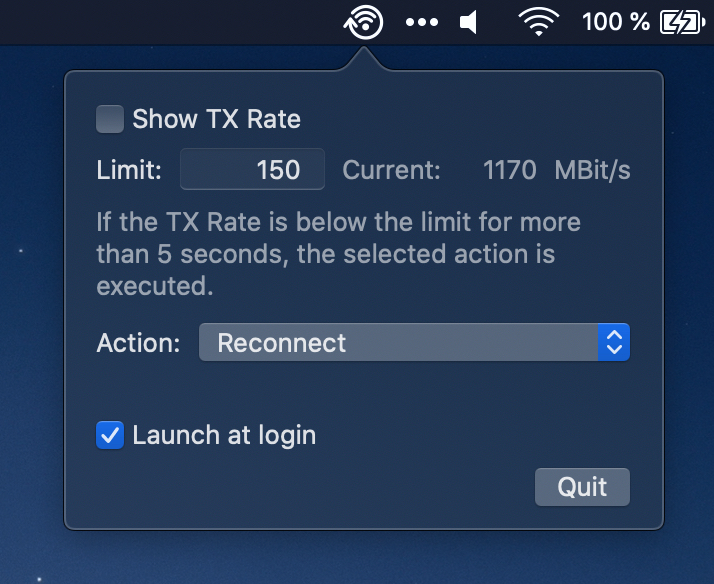 100 %
Show TX Rate
Limit: 150 Current: 1170 MBit/s
If the TX Rate is below the limit for more
than 5 seconds, the selected action is
executed.
Action: Reconnect
Launch at login
Quit